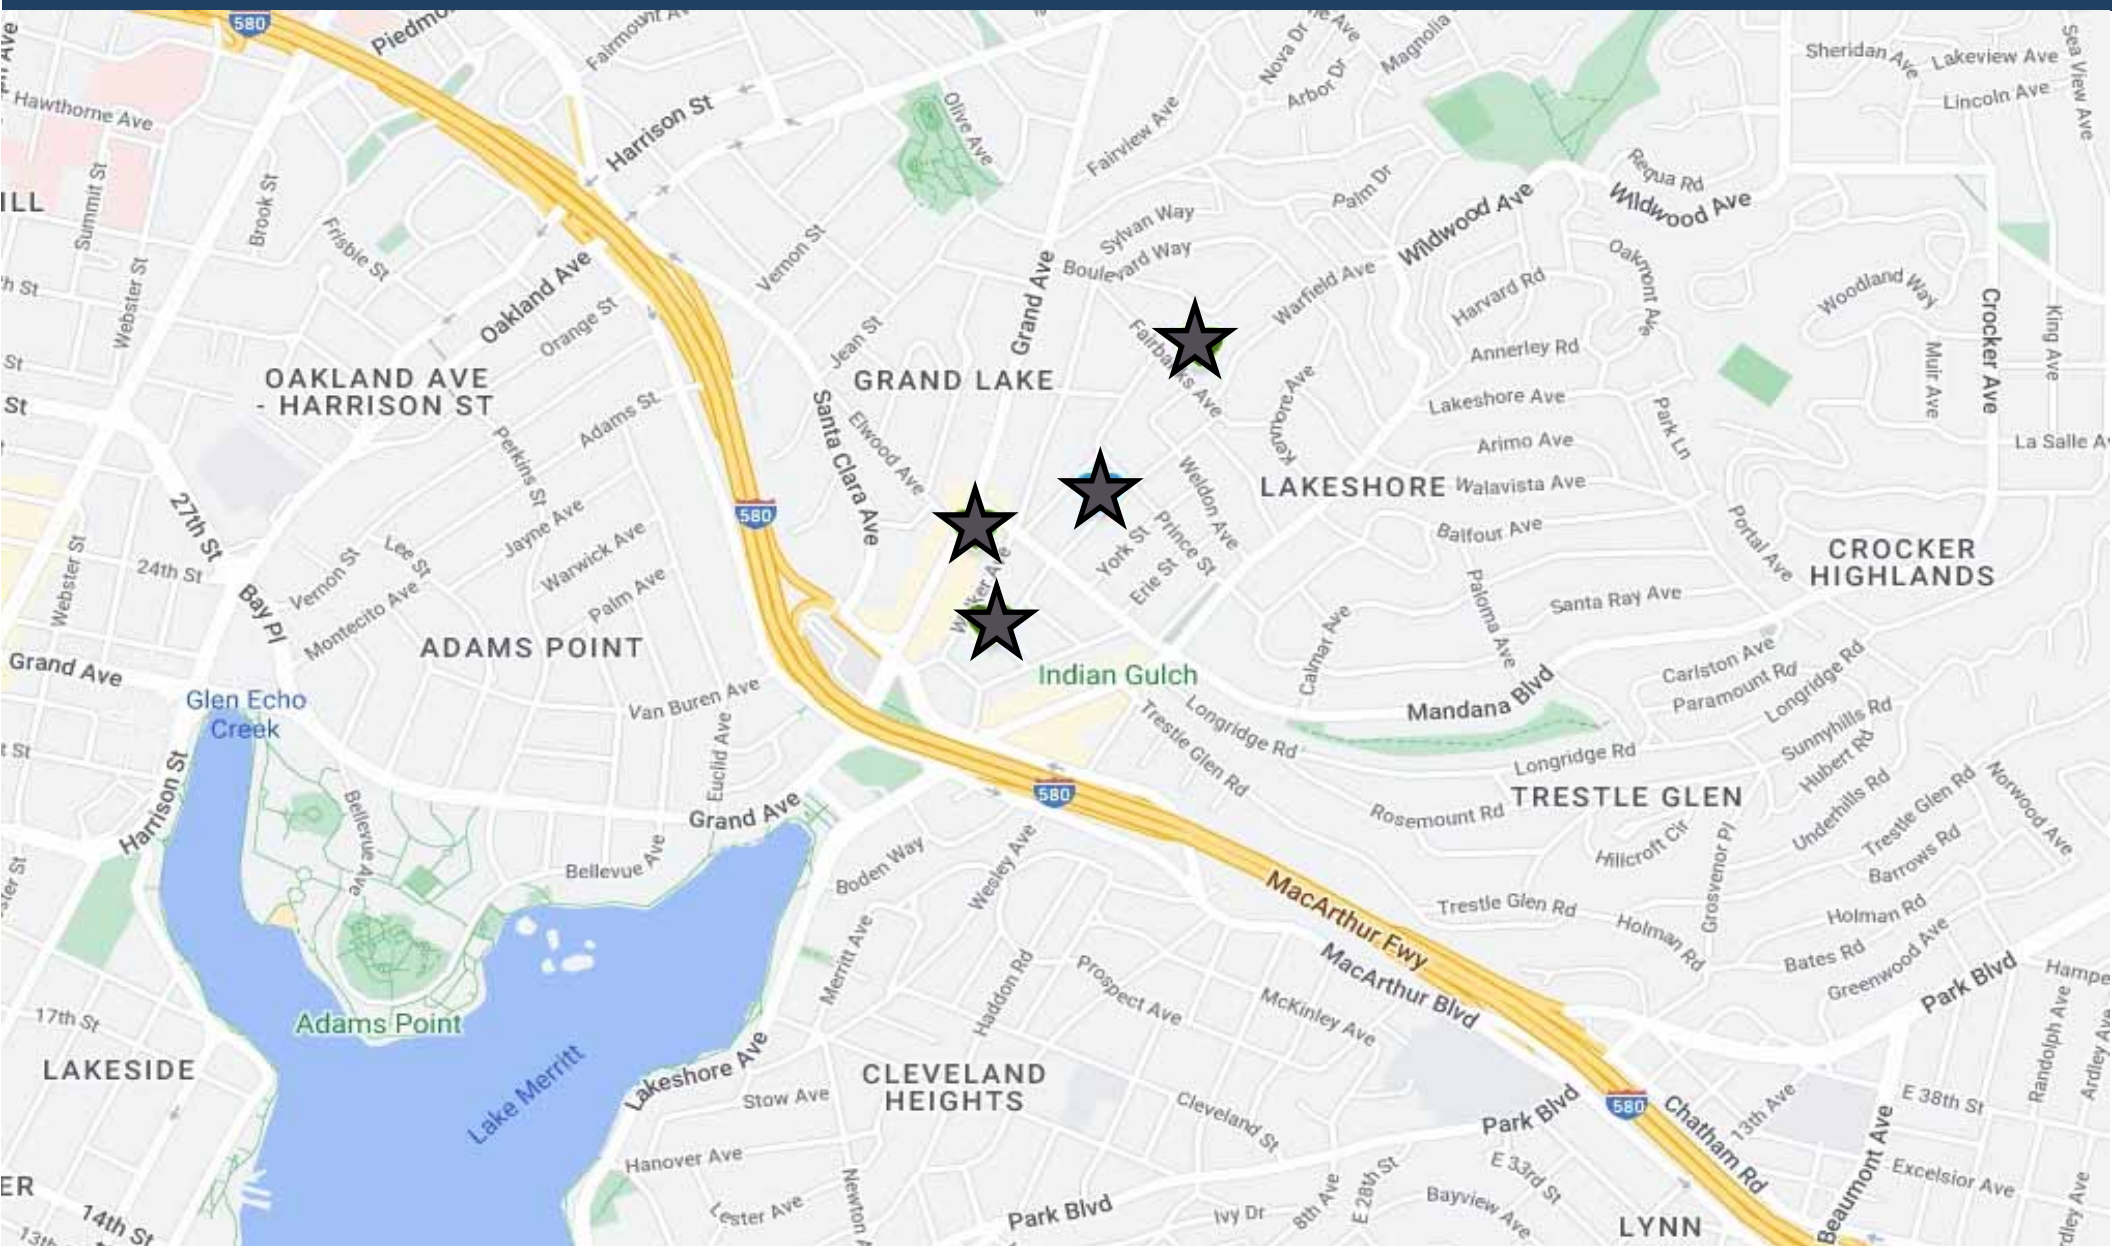 580
Piedmo
Fairmount Av
Nova Dr
Magnolia
Sheridan Ave
Lakeview Ave
Sea View Ave
Arbor Dr
Lincoln Ave
Hawthorne Ave
Harrison St
Olive Ave
Fairview Ave
Summit St
Brook St
Requa Rd
Palm Dr
Wildwood Ave
Wildwood Ave
ILL
Frisbie St
Vernon St
Sylvan Way
Boulevard Way
Oakmont Ave
Webster St
Oakland Ave
Grand Ave
Warfield Ave
Harvard Rd
Woodland Way
Crocker Ave
King Ave
h St
Orange St
Jean St
Fairbanks Ave
Annerley Rd
Muir Ave
St
OAKLAND AVE
- HARRISON ST
GRAND LAKE
Kenmore Ave
Lakeshore Ave
Park Ln
St
Adams St
Santa Clara Ave
Elwood Ave
Arimo Ave
La Salle A
Perkins St
Weldon Ave
LAKESHORE
Walavista Ave
27th St
580
Jayne Ave
Prince St
Balfour Ave
Portal Ave
Webster St
24th St
Lee St
Warwick Ave
York St
Erie St
CROCKER
HIGHLANDS
Vernon St
Montecito Ave
Palm Ave
Paloma Ave
Santa Ray Ave
Bay Pl
ADAMS POINT
Calmar Ave
Carlston Ave
Grand Ave
Indian Gulch
Paramount Rd
Longridge Rd
Glen Echo
Creek
Van Buren Ave
Euclid Ave
Trestle Glen Rd
Longridge Rd
Mandana Blvd
Sunnyhills Rd
t St
Longridge Rd
Hubert Rd
Harrison St
580
TRESTLE GLEN
Underhills Rd
Trestle Glen Rd
Norwood Ave
Bellevue Ave
Grand Ave
Rosemount Rd
Hillcroft Cir
Grosvenor Pl
Barrows Rd
Bellevue Ave
Boden Way
Wesley Ave
MacArthur Fwy
Trestle Glen Rd
Holman Rd
Holman Rd
Merritt Ave
MacArthur Blvd
Bates Rd
Greenwood Ave
Haddon Rd
Prospect Ave
Park Blvd
Hampe
17th St
Adams Point
McKinley Ave
Randolph Ave
Ardley Ave
LAKESIDE
Lake Merritt
Lakeshore Ave
CLEVELAND
HEIGHTS
Stow Ave
Cleveland St
Park Blvd
580
Chatham Rd
13th Ave
E 38th St
Hanover Ave
Beaumont Ave
ER
E 28th St
E 33rd St
Excelsior Ave
14th St
Lester Ave
Newton A
Park Blvd
Ivy Dr
8th Ave
Bayview Ave
LYNN
rdley Ave
13th